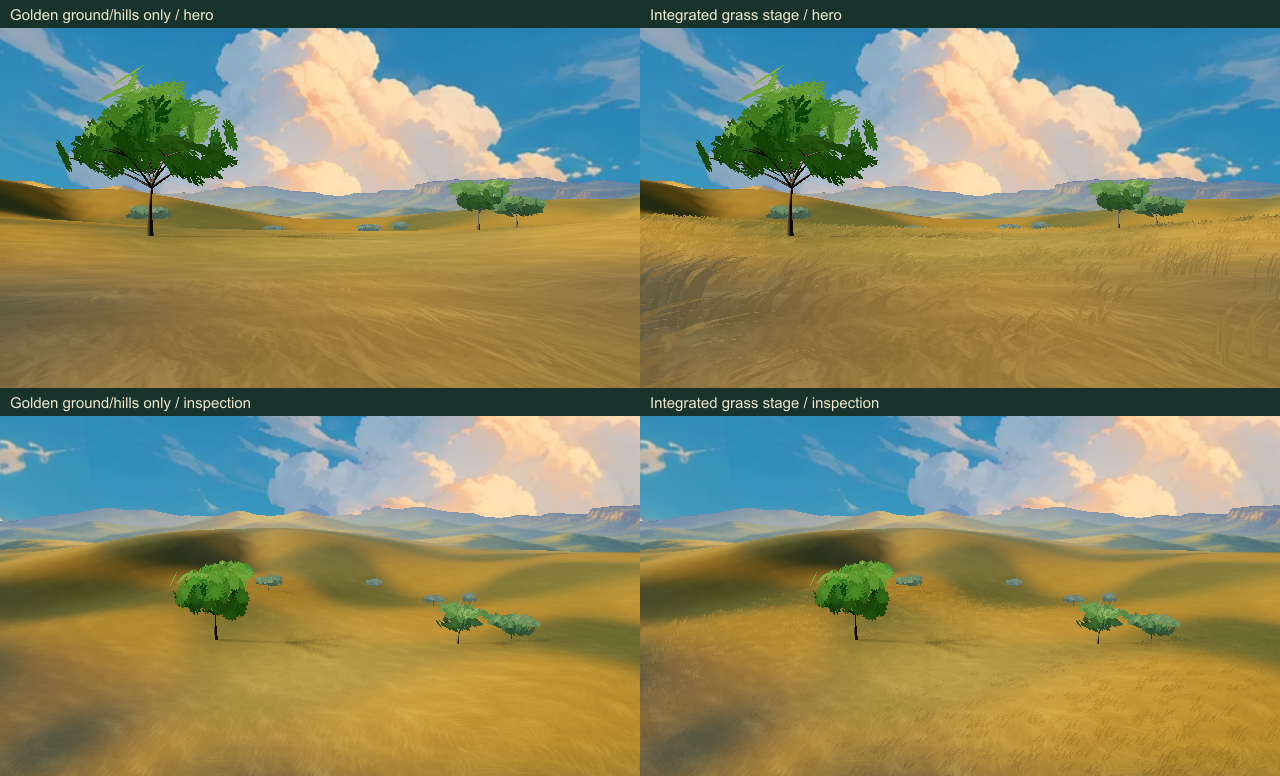 Golden ground/hills only / hero
Integrated grass stage / hero
Golden ground/hills only / inspection
Integrated grass stage / inspection